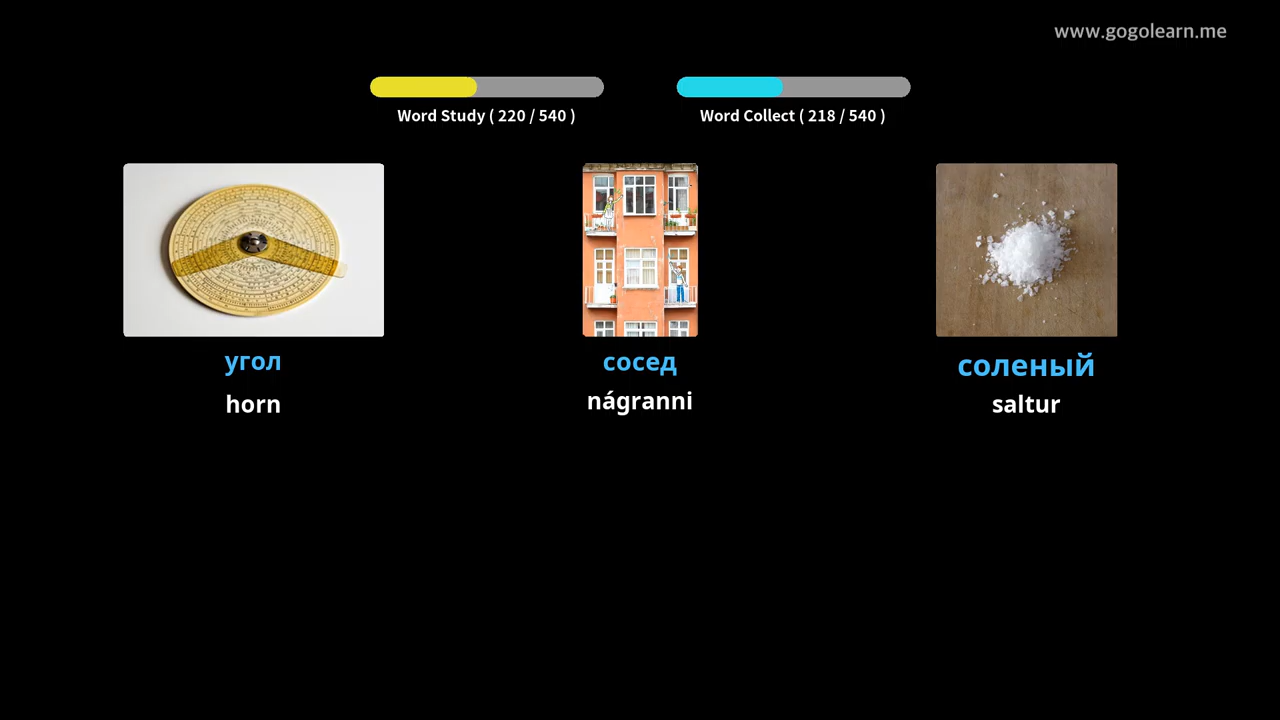 www.gogolearn.me
Word Study ( 220 / 540 )
Word Collect ( 218 / 540 )
угол
сосед
соленый
horn
nágranni
saltur